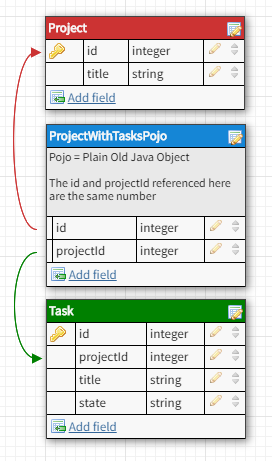 Project
id integer
title string
Add field
ProjectWithTasksPojo
Pojo = Plain Old Java Object
The id and projectId referenced here
are the same number
id integer
projectId integer
Add field
Task
id integer
projectId integer
title string
state string
Add field